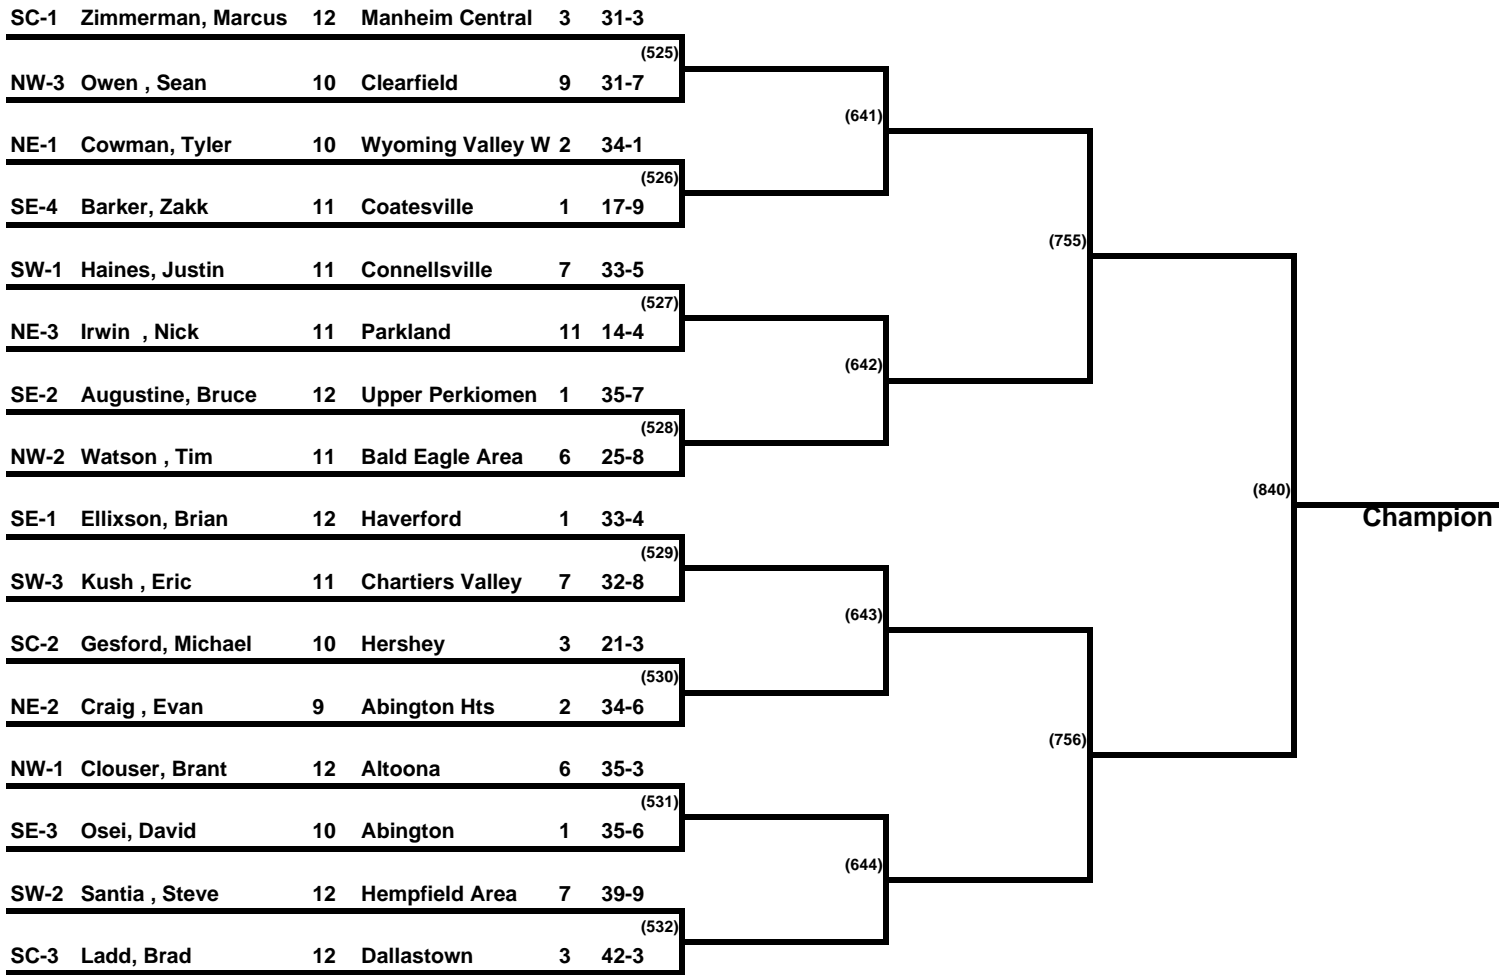 SC-1 Zimmerman, Marcus 12 Manheim Central 3 31-3
(525)
NW-3 Owen , Sean 10 Clearfield 9 31-7
(641)
NE-1 Cowman, Tyler 10 Wyoming Valley W 2 34-1
(526)
SE-4 Barker, Zakk 11 Coatesville 1 17-9
(755)
SW-1 Haines, Justin 11 Connellsville 7 33-5
(527)
NE-3 Irwin , Nick 11 Parkland 11 14-4
(642)
SE-2 Augustine, Bruce 12 Upper Perkiomen 1 35-7
(528)
NW-2 Watson , Tim 11 Bald Eagle Area 6 25-8
(840)
Champion
SE-1 Ellixson, Brian 12 Haverford 1 33-4
(529)
SW-3 Kush , Eric 11 Chartiers Valley 7 32-8
(643)
SC-2 Gesford, Michael 10 Hershey 3 21-3
(530)
NE-2 Craig , Evan 9 Abington Hts 2 34-6
(756)
NW-1 Clouser, Brant 12 Altoona 6 35-3
(531)
SE-3 Osei, David 10 Abington 1 35-6
(644)
SW-2 Santia , Steve 12 Hempfield Area 7 39-9
(532)
SC-3 Ladd, Brad 12 Dallastown 3 42-3